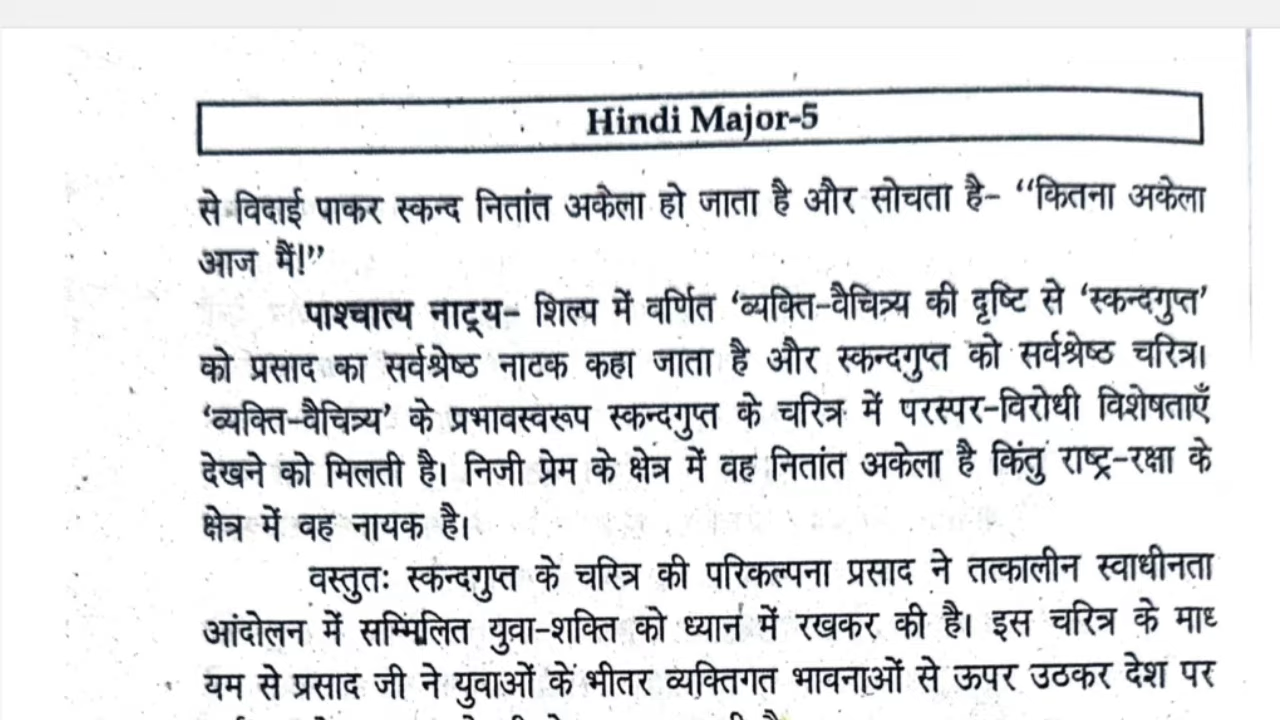 Hindi Major-5
से विदाई पाकर स्कन्द नितांत अकेला हो जाता है और सोचता है- “कितना अकेला
आज मैं!”
पाश्चात्य नाट्य- शिल्प में वर्णित ‘व्यक्ति-वैचित्र्य की दृष्टि से ‘स्कन्दगुप्त’
को प्रसाद का सर्वश्रेष्ठ नाटक कहा जाता है और स्कन्दगुप्त को सर्वश्रेष्ठ चरित्र।
‘व्यक्ति-वैचित्र्य’ के प्रभावस्वरूप स्कन्दगुप्त के चरित्र में परस्पर-विरोधी विशेषताएँ
देखने को मिलती है। निजी प्रेम के क्षेत्र में वह नितांत अकेला है किंतु राष्ट्र-रक्षा के
क्षेत्र में वह नायक है।
वस्तुतः स्कन्दगुप्त के चरित्र की परिकल्पना प्रसाद ने तत्कालीन स्वाधीनता
आंदोलन में सम्मिलित युवा-शक्ति को ध्यान में रखकर की है। इस चरित्र के माध्
यम से प्रसाद जी ने युवाओं के भीतर व्यक्तिगत भावनाओं से ऊपर उठकर देश पर